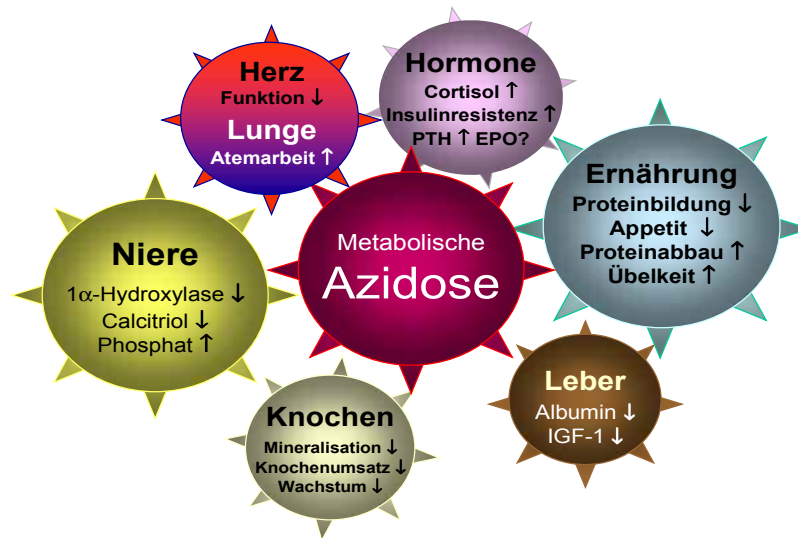 Herz
Funktion ↓
Lunge
Atemarbeit ↑
Hormone
Cortisol ↑
Insulinresistenz ↑
PTH ↑ EPO?
Ernährung
Proteinbildung ↓
Appetit ↓
Proteinabbau ↑
Übelkeit ↑
Metabolische
Azidose
Niere
1α-Hydroxylase ↓
Calcitriol ↓
Phosphat ↑
Knochen
Mineralisation ↓
Knochenumsatz ↓
Wachstum ↓
Leber
Albumin ↓
IGF-1 ↓